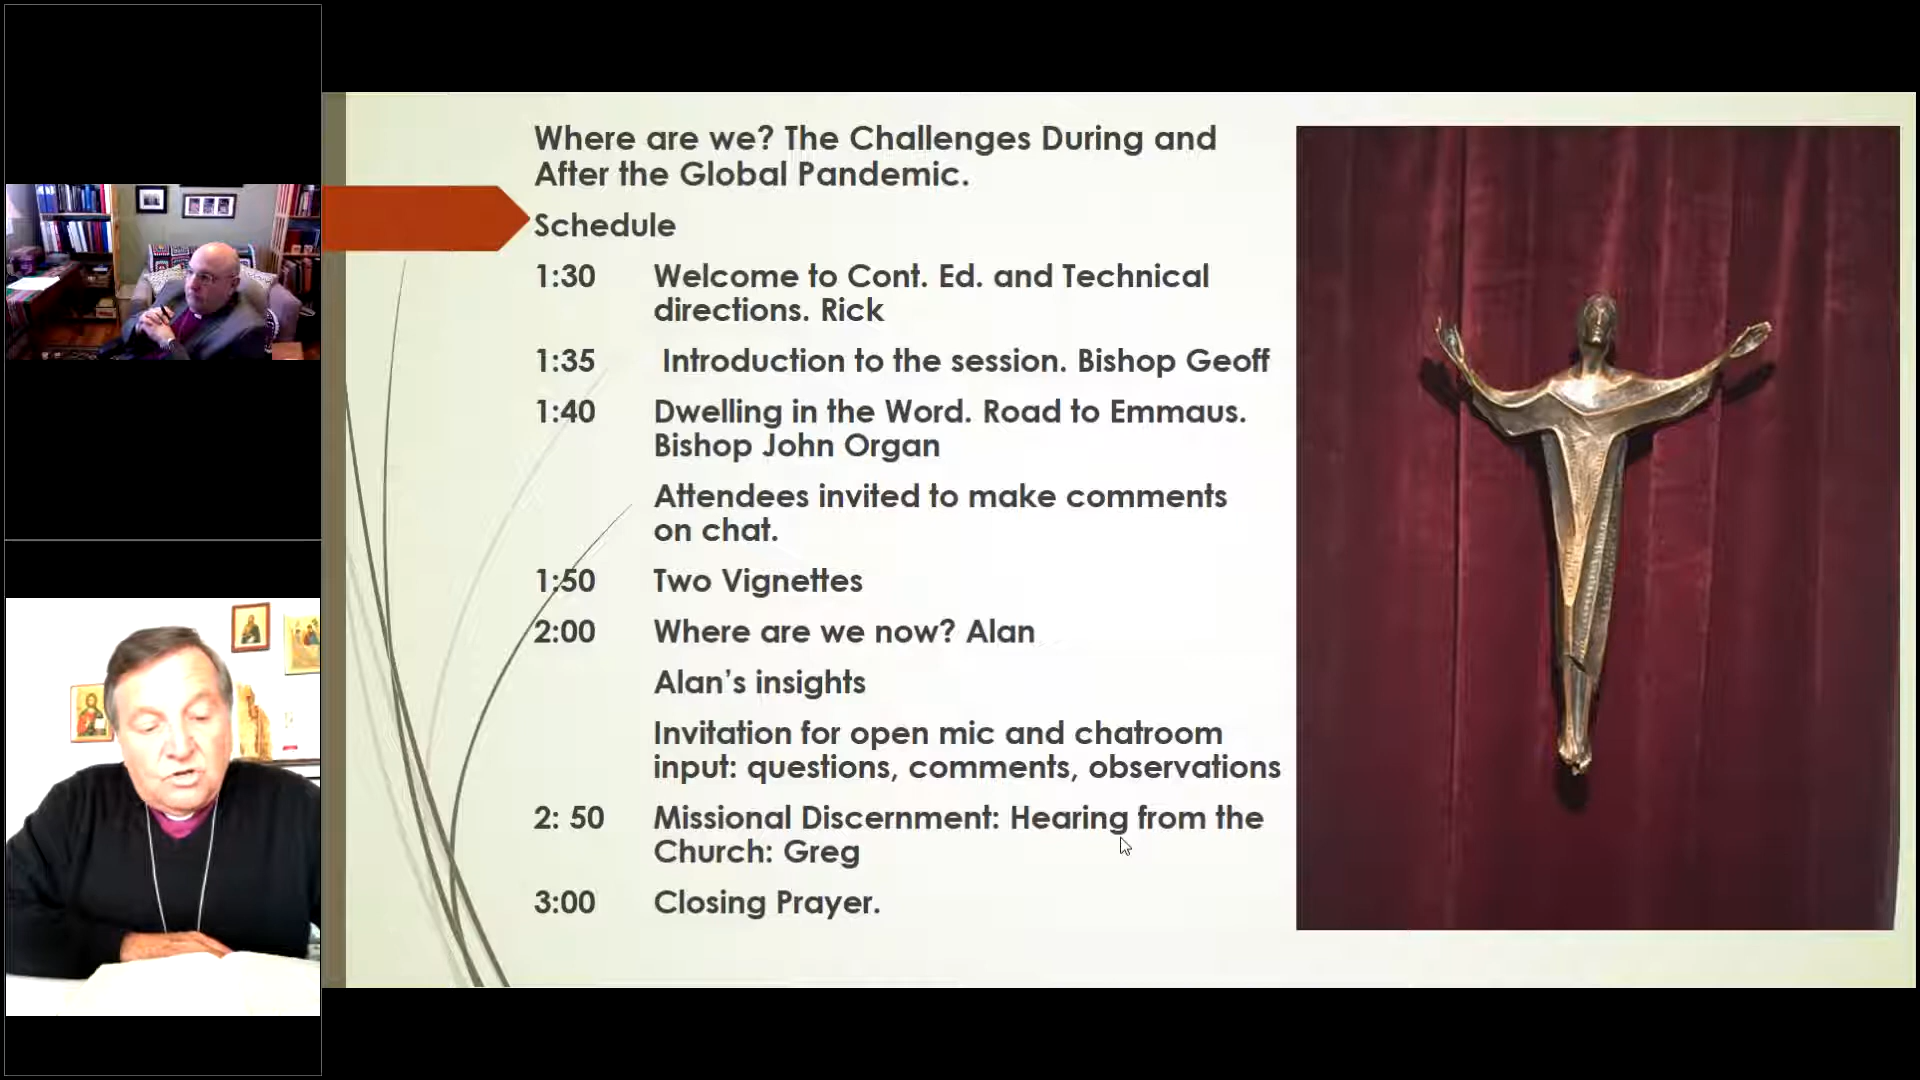 Where are we? The Challenges During and
After the Global Pandemic.
Schedule
1:30 Welcome to Cont. Ed. and Technical
directions. Rick
1:35 Introduction to the session. Bishop Geoff
1:40 Dwelling in the Word. Road to Emmaus.
Bishop John Organ
Attendees invited to make comments
on chat.
1:50 Two Vignettes
2:00 Where are we now? Alan
Alan’s insights
Invitation for open mic and chatroom
input: questions, comments, observations
2: 50 Missional Discernment: Hearing from the
Church: Greg
3:00 Closing Prayer.